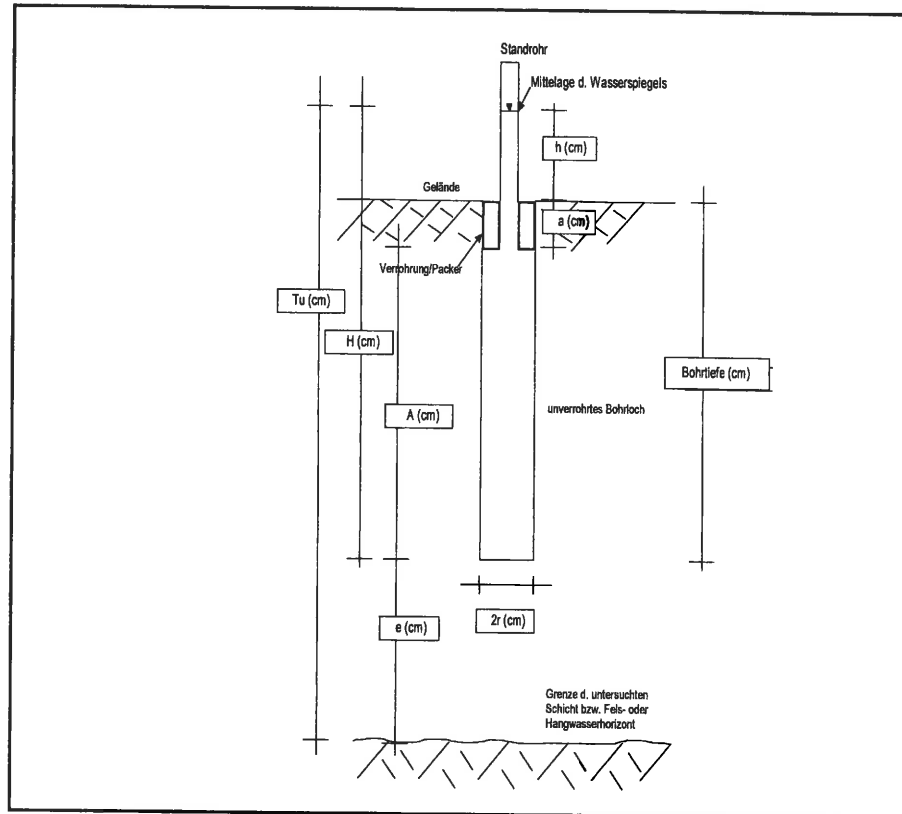 Standrohr
Mittelage d. Wasserspiegels
h (cm)
Gelände
a (cm)
Verrohrung/Packer
Tu (cm)
H (cm)
Bohrtiefe (cm)
A (cm)
unverrohrtes Bohrloch
e (cm)
2r (cm)
Grenze d. untersuchten
Schicht bzw. Fels- oder
Hangwasserhorizont